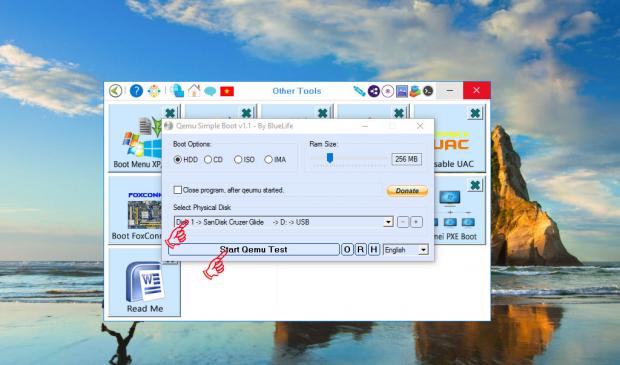 Other Tools
Qemu Simple Boot v1.1 - By BlueLife
Boot Options:
Ram Size:
HDD
CD
ISO
IMA
256 MB
Boot Menu XP
sable UAC
Close program, after qeumu started.
Donate
FOXCONN
Select Physical Disk
Disk 1 -> SanDisk Cruzer Glide -> D: -> USB
- +
Boot FoxConn
mei PXE Boot
Start Qemu Test
O R H
English
Read Me